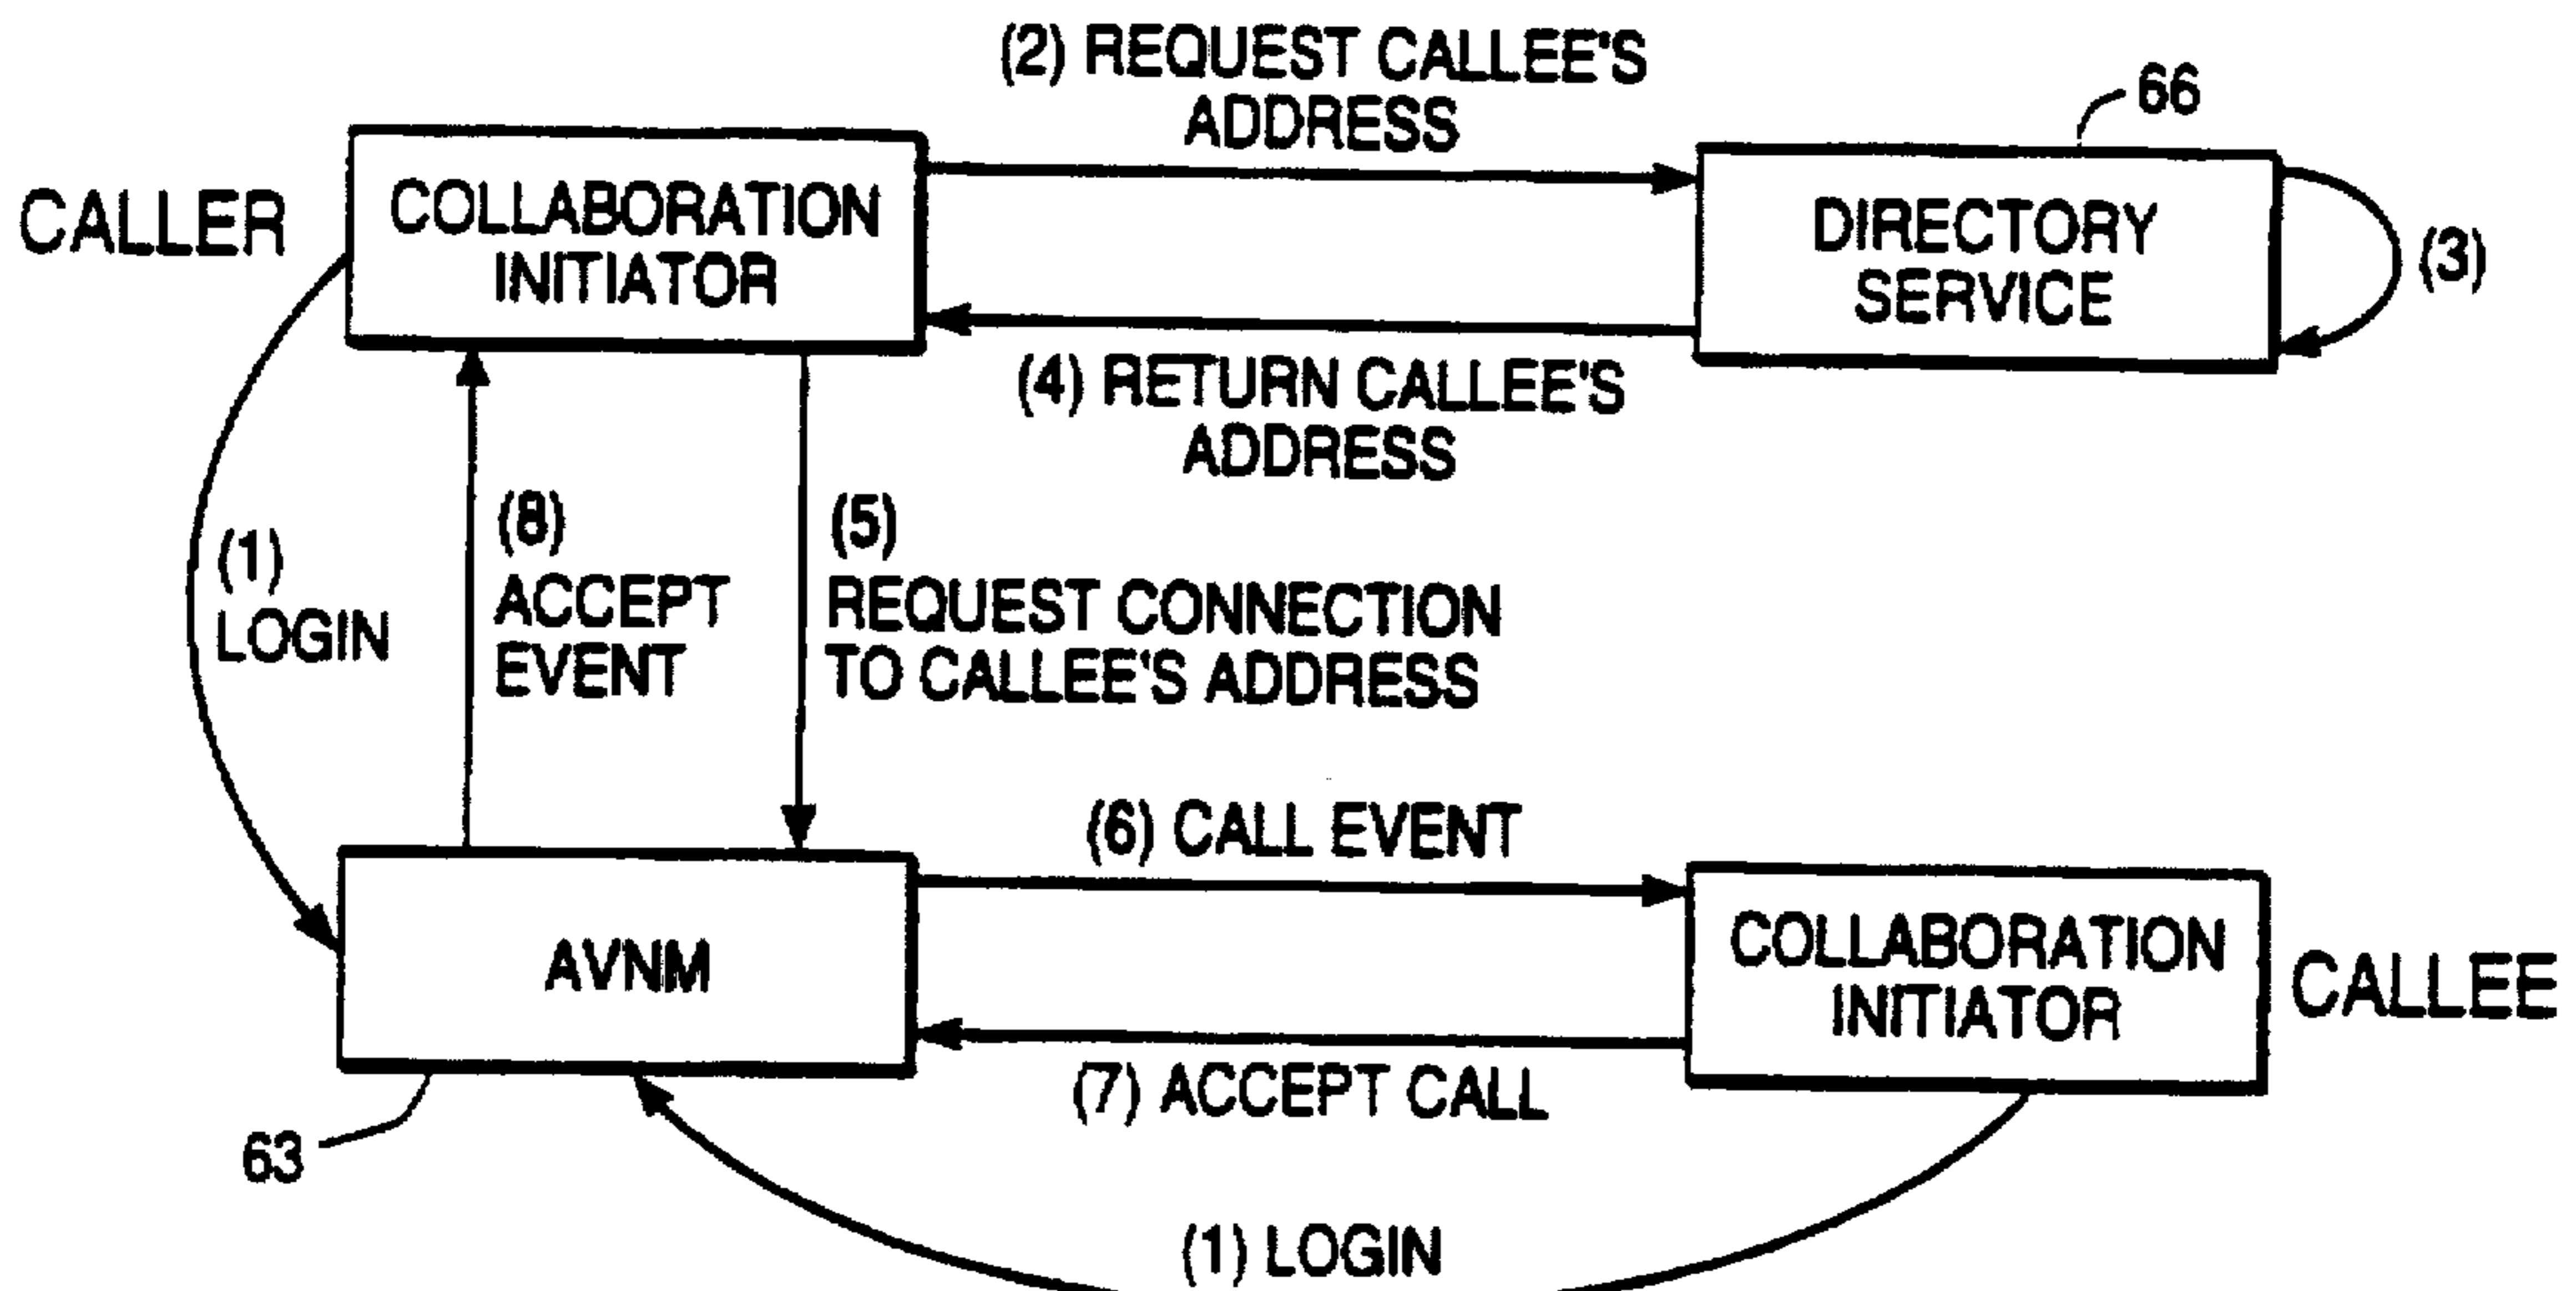 (2) REQUEST CALLEE'S
ADDRESS
66
CALLER
COLLABORATION
INITIATOR
DIRECTORY
SERVICE
(3)
(4) RETURN CALLEE'S
ADDRESS
(1)
LOGIN
(8)
ACCEPT
EVENT
(5)
REQUEST CONNECTION
TO CALLEE'S ADDRESS
(6) CALL EVENT
AVNM
COLLABORATION
INITIATOR
CALLEE
(7) ACCEPT CALL
63
(1) LOGIN